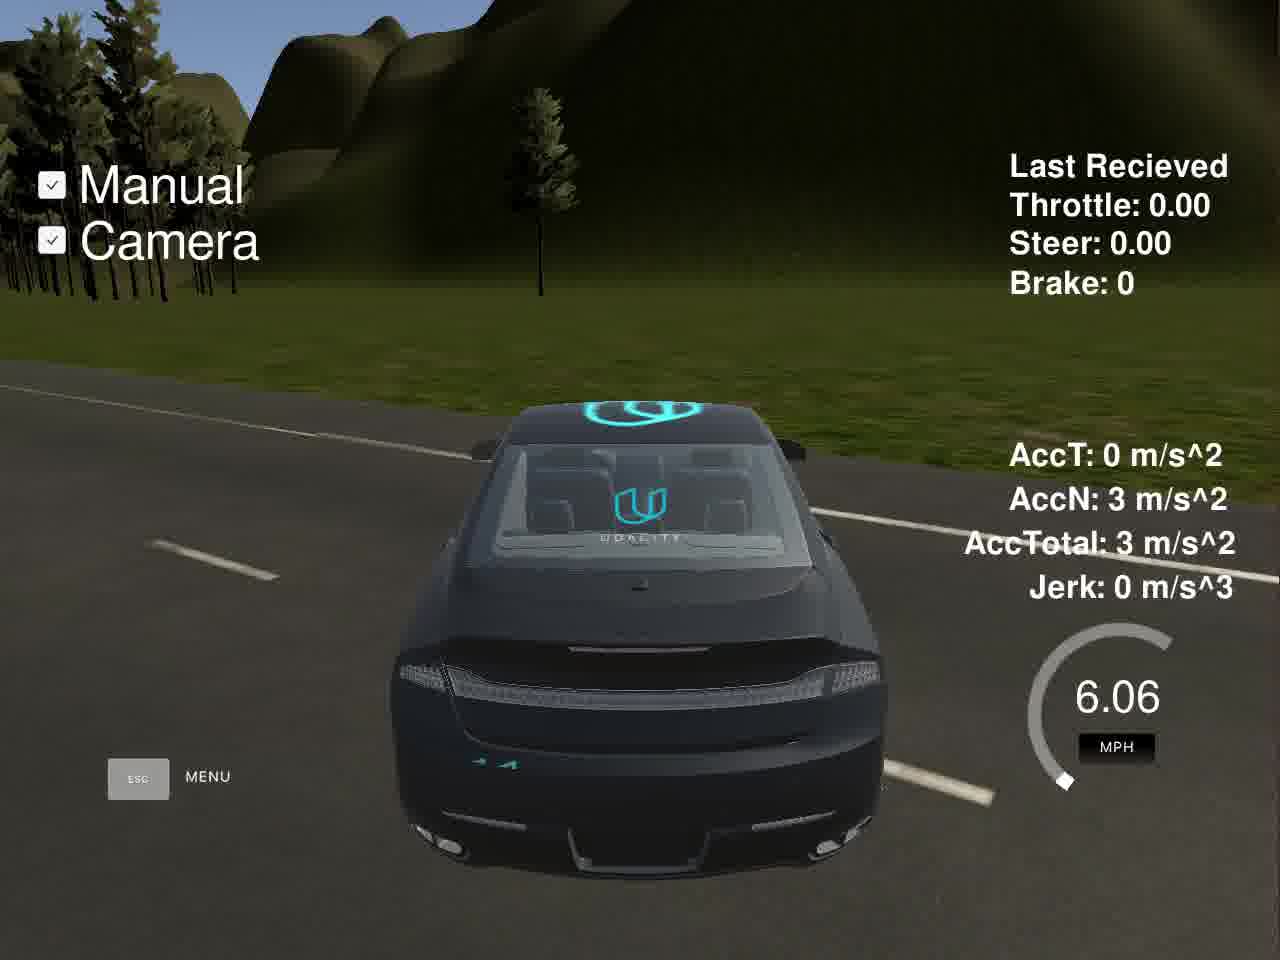 Manual
Camera
Last Recieved
Throttle: 0.00
Steer: 0.00
Brake: 0
AccT: 0 m/s^2
AccN: 3 m/s^2
AccTotal: 3 m/s^2
Jerk: 0 m/s^3
UDACITY
6.06
MPH
ESC
MENU